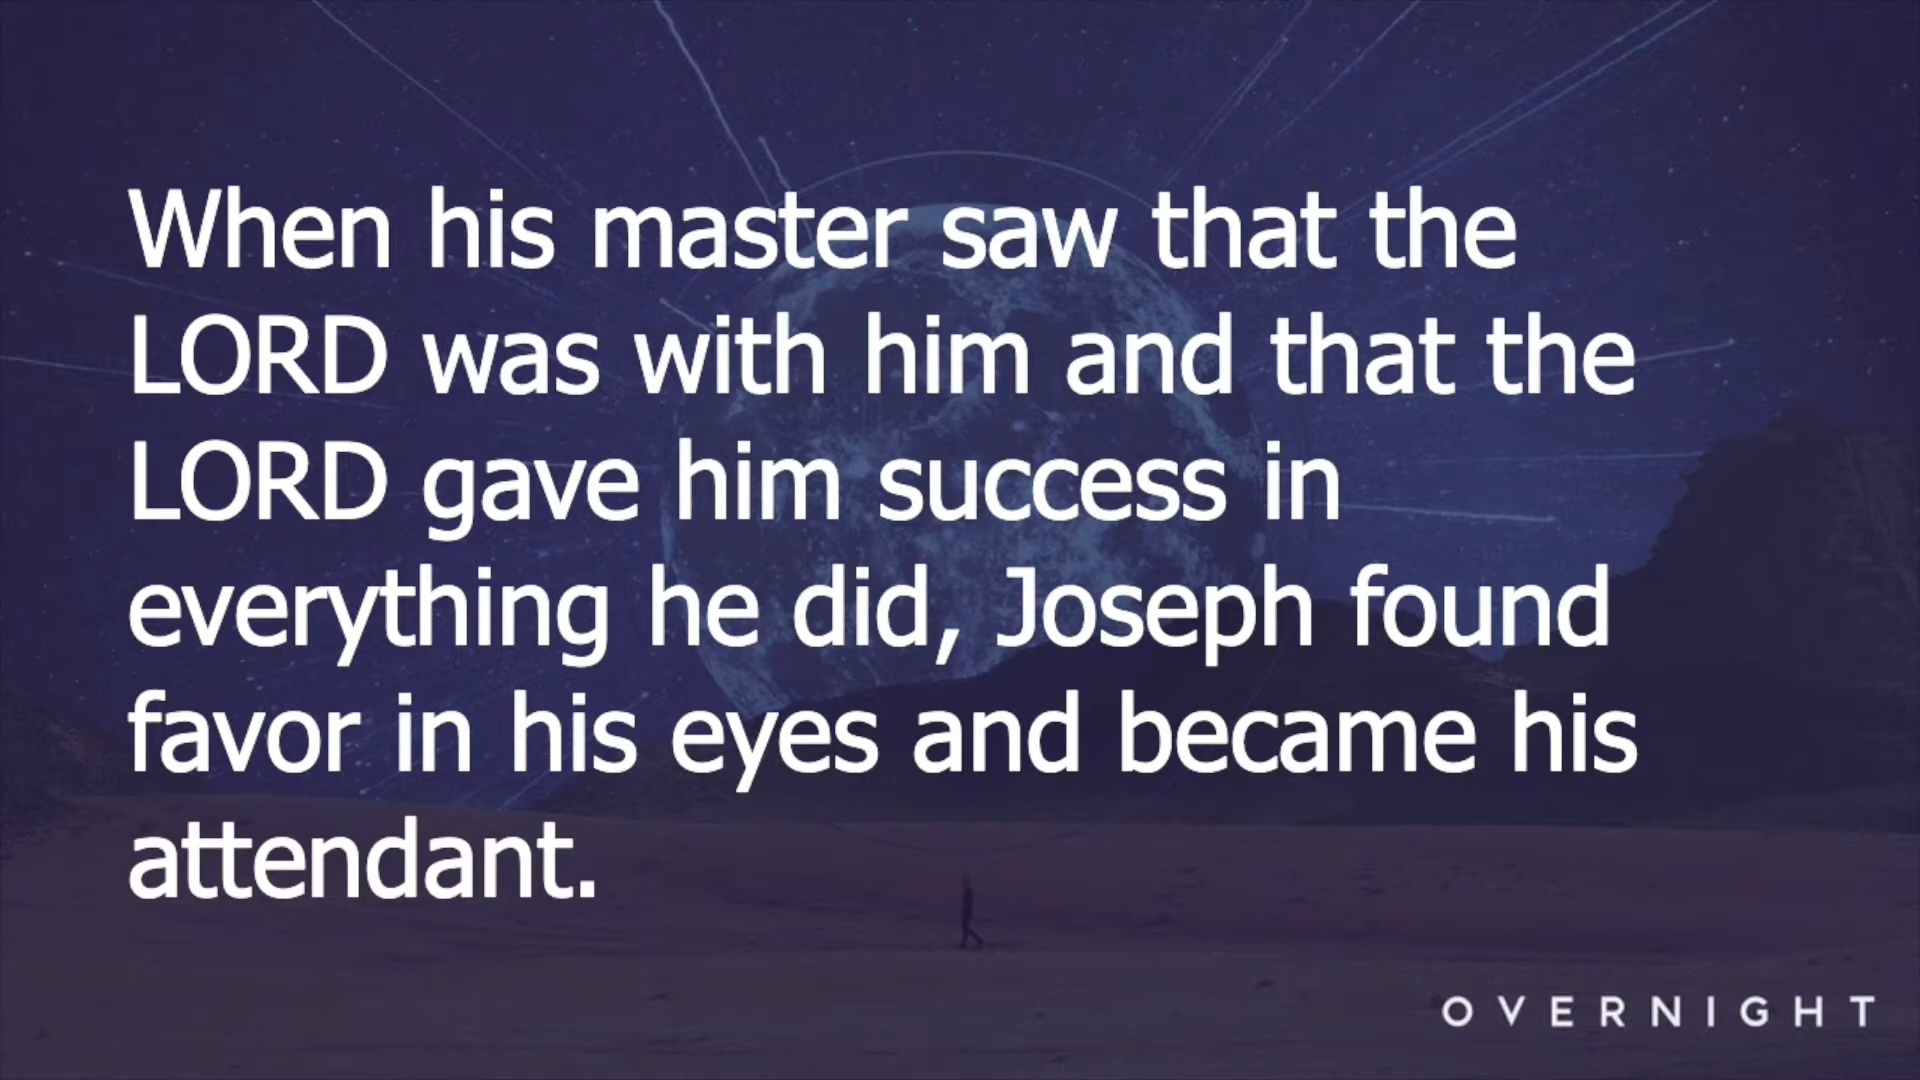 When his master saw that the
LORD was with him and that the
LORD gave him success in
everything he did, Joseph found
favor in his eyes and became his
attendant.
OVERNIGHT